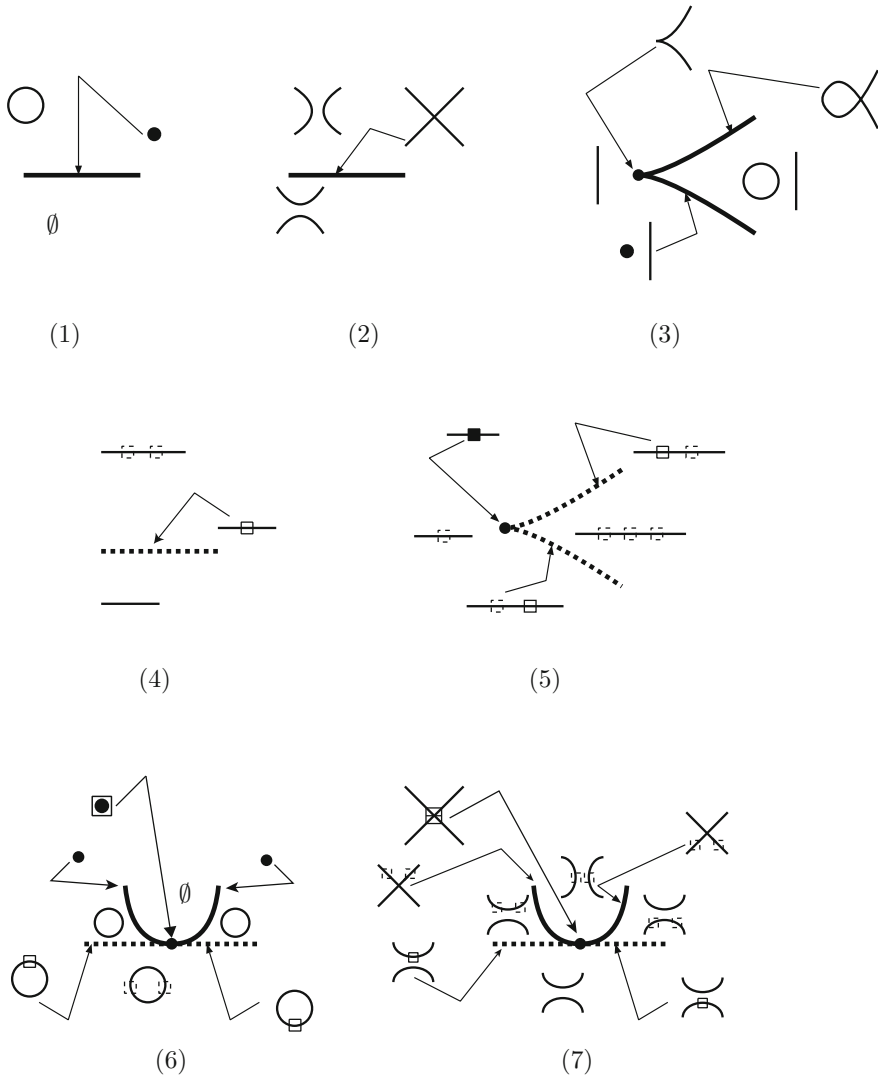 ∅
(1) (2) (3)
(4) (5)
∅
(6) (7)